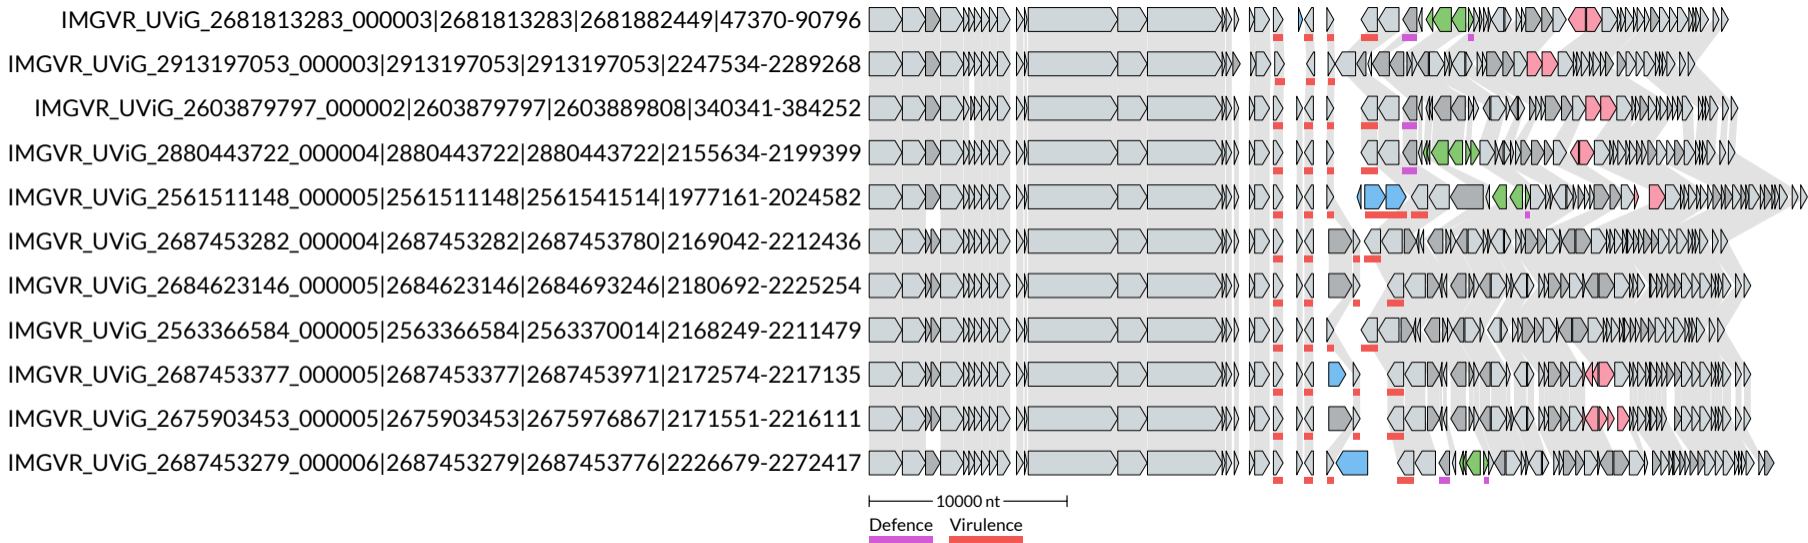 IMGVR_UViG_2681813283_000003|2681813283|2681882449|47370-90796
IMGVR_UViG_2913197053_000003|2913197053|2913197053|2247534-2289268
IMGVR_UViG_2603879797_000002|2603879797|2603889808|340341-384252
IMGVR_UViG_2880443722_000004|2880443722|2880443722|2155634-2199399
IMGVR_UViG_2561511148_000005|2561511148|2561541514|1977161-2024582
IMGVR_UViG_2687453282_000004|2687453282|2687453780|2169042-2212436
IMGVR_UViG_2684623146_000005|2684623146|2684693246|2180692-2225254
IMGVR_UViG_2563366584_000005|2563366584|2563370014|2168249-2211479
IMGVR_UViG_2687453377_000005|2687453377|2687453971|2172574-2217135
IMGVR_UViG_2675903453_000005|2675903453|2675976867|2171551-2216111
IMGVR_UViG_2687453279_000006|2687453279|2687453776|2226679-2272417
10000 nt
Defence Virulence